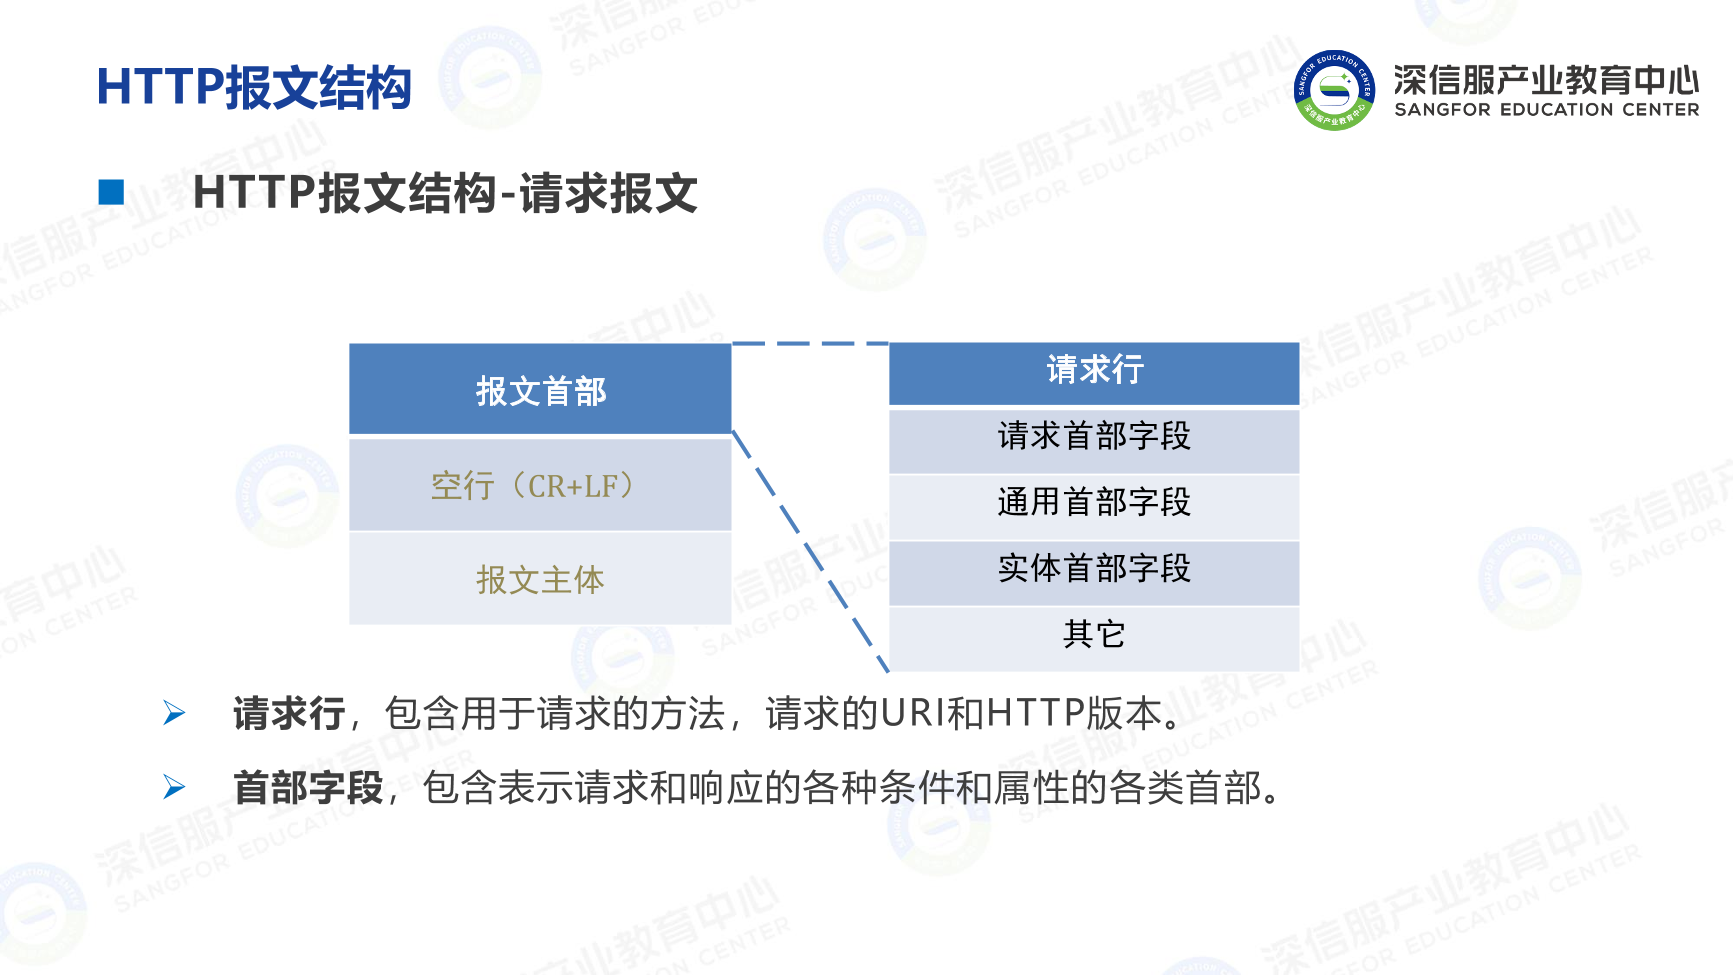 HTTP报文结构
深信服产业教育中心
SANGFOR EDUCATION CENTER
HTTP报文结构-请求报文
报文首部
空行（CR+LF）
报文主体
请求行
请求首部字段
通用首部字段
实体首部字段
其它
请求行，包含用于请求的方法，请求的URI和HTTP版本。
首部字段，包含表示请求和响应的各种条件和属性的各类首部。